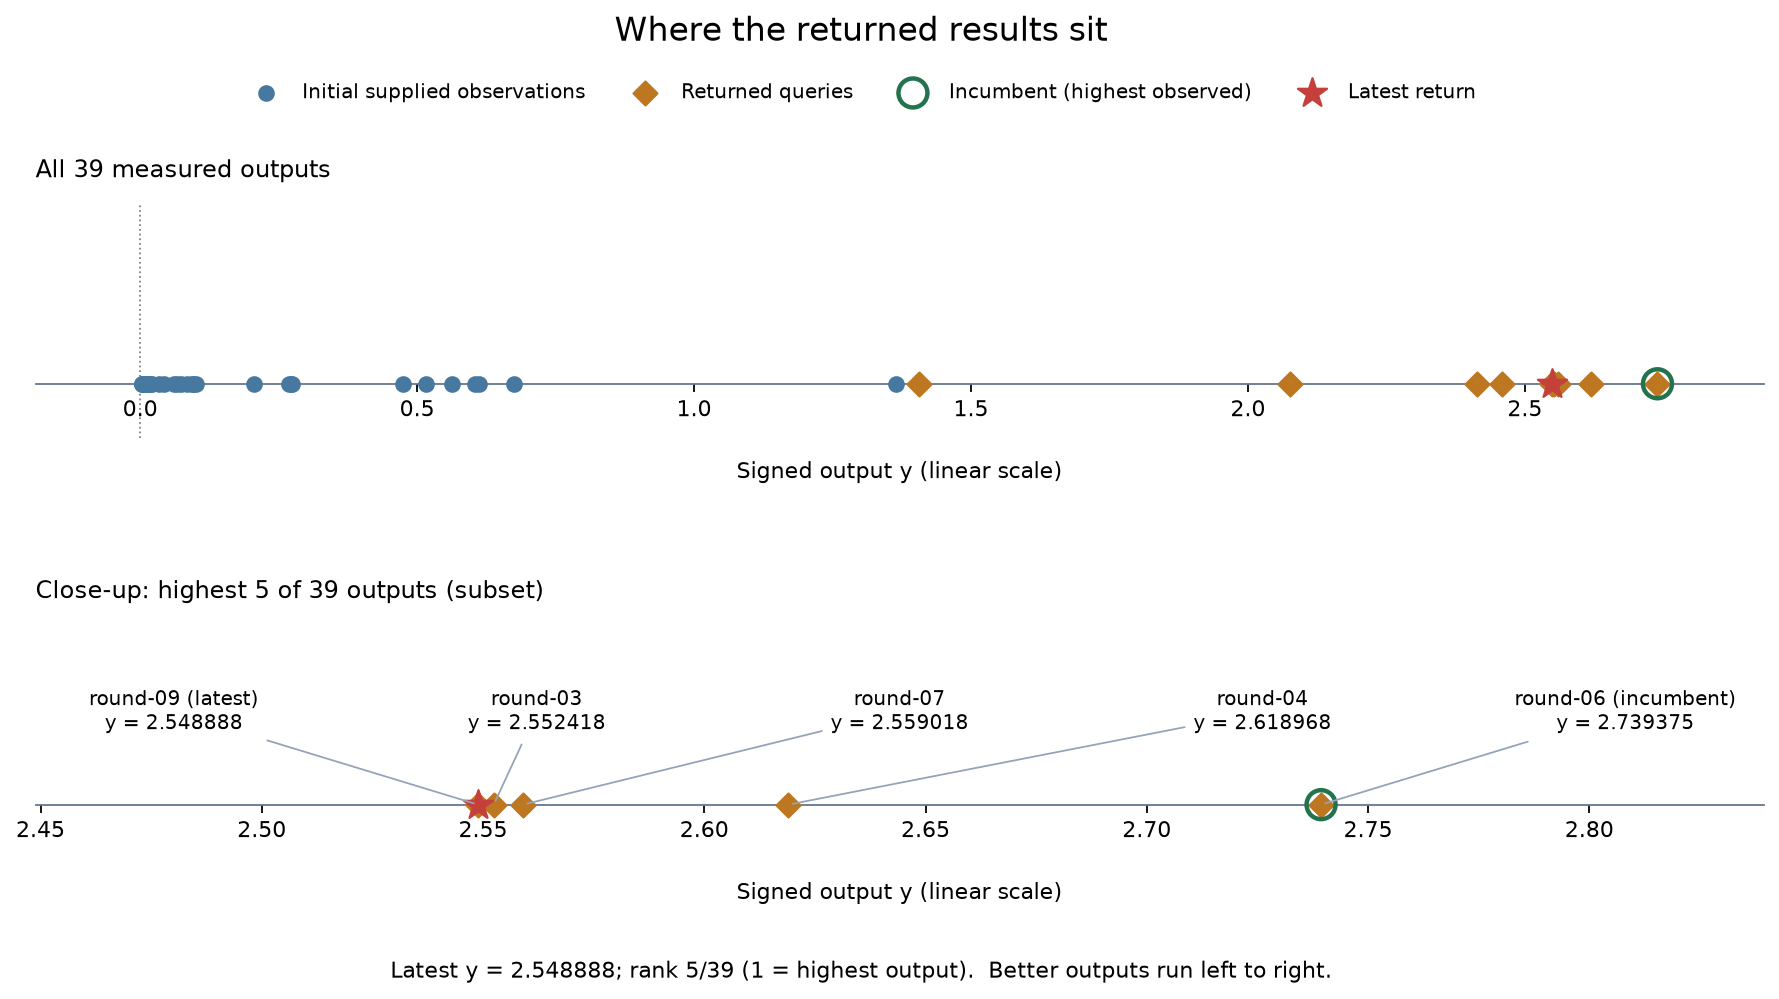 Where the returned results sit
Initial supplied observations
Returned queries
Incumbent (highest observed)
Latest return
All 39 measured outputs
0.0 0.5 1.0 1.5 2.0 2.5
Signed output y (linear scale)
Close-up: highest 5 of 39 outputs (subset)
round-09 (latest)
y = 2.548888
round-03
y = 2.552418
round-07
y = 2.559018
round-04
y = 2.618968
round-06 (incumbent)
y = 2.739375
2.45 2.50 2.55 2.60 2.65 2.70 2.75 2.80
Signed output y (linear scale)
Latest y = 2.548888; rank 5/39 (1 = highest output).  Better outputs run left to right.